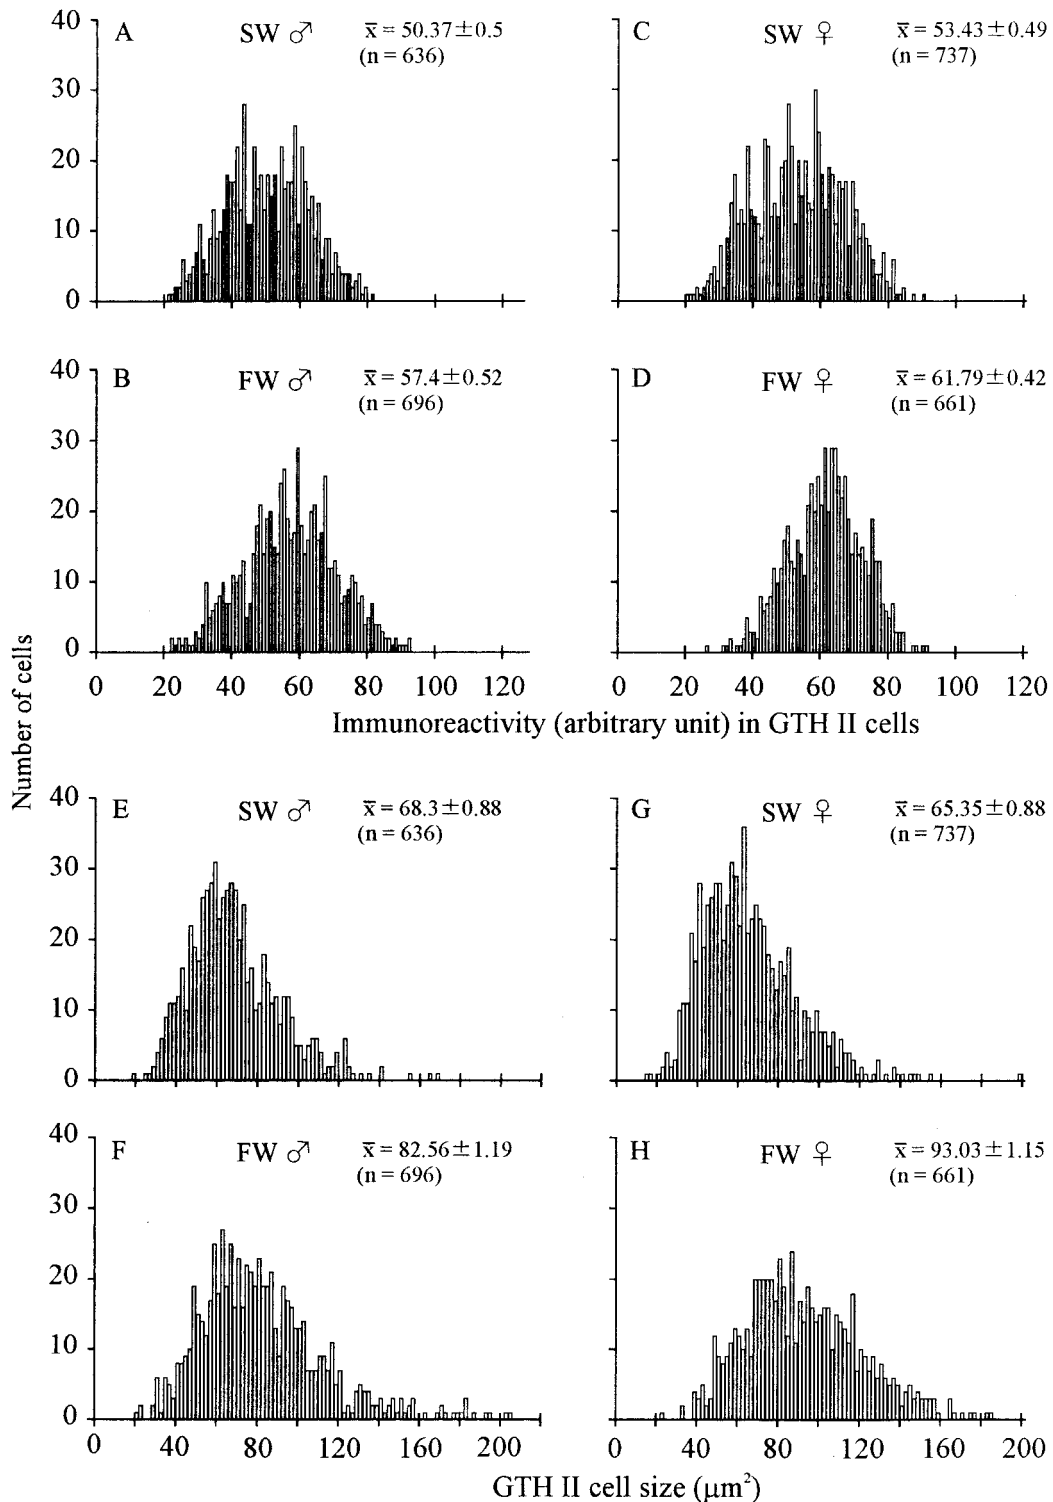 A SW ♂ x̄ = 50.37±0.5
(n = 636)
C SW ♀ x̄ = 53.43±0.49
(n = 737)
40
30
20
10
0
B FW ♂ x̄ = 57.4±0.52
(n = 696)
D FW ♀ x̄ = 61.79±0.42
(n = 661)
40
30
20
10
0
0 20 40 60 80 100 120
0 20 40 60 80 100 120
Immunoreactivity (arbitrary unit) in GTH II cells
Number of cells
E SW ♂ x̄ = 68.3±0.88
(n = 636)
G SW ♀ x̄ = 65.35±0.88
(n = 737)
40
30
20
10
0
F FW ♂ x̄ = 82.56±1.19
(n = 696)
H FW ♀ x̄ = 93.03±1.15
(n = 661)
40
30
20
10
0
0 40 80 120 160 200
0 40 80 120 160 200
GTH II cell size (μm²)